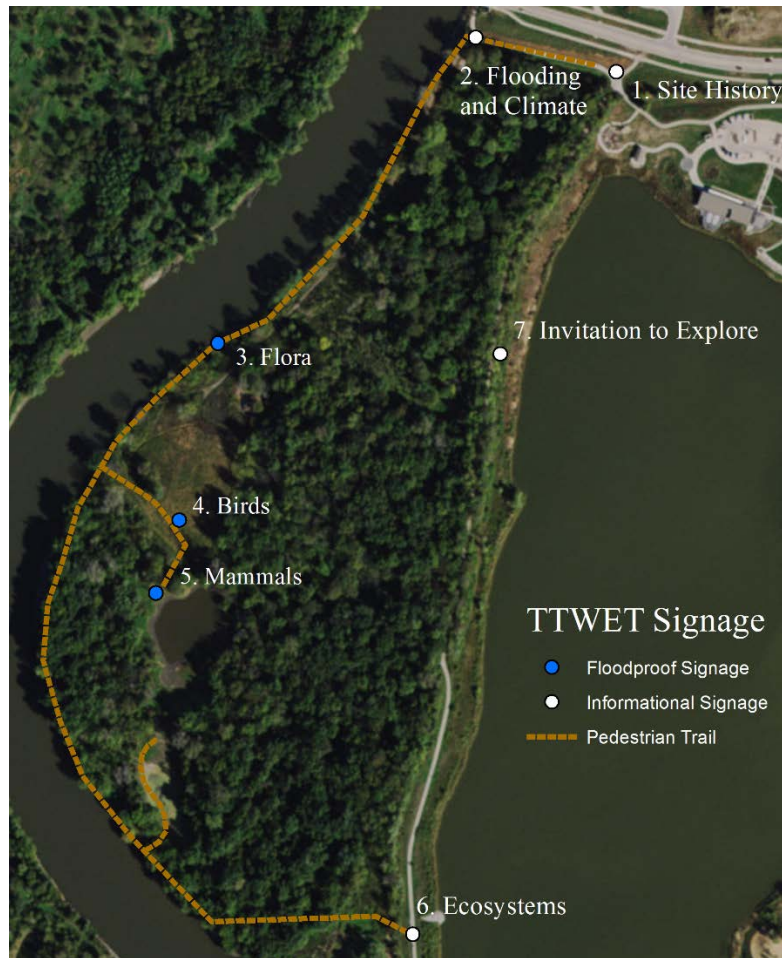 2. Flooding
and Climate
1. Site History
7. Invitation to Explore
3. Flora
4. Birds
5. Mammals
TTWET Signage
Floodproof Signage
Informational Signage
Pedestrian Trail
6. Ecosystems